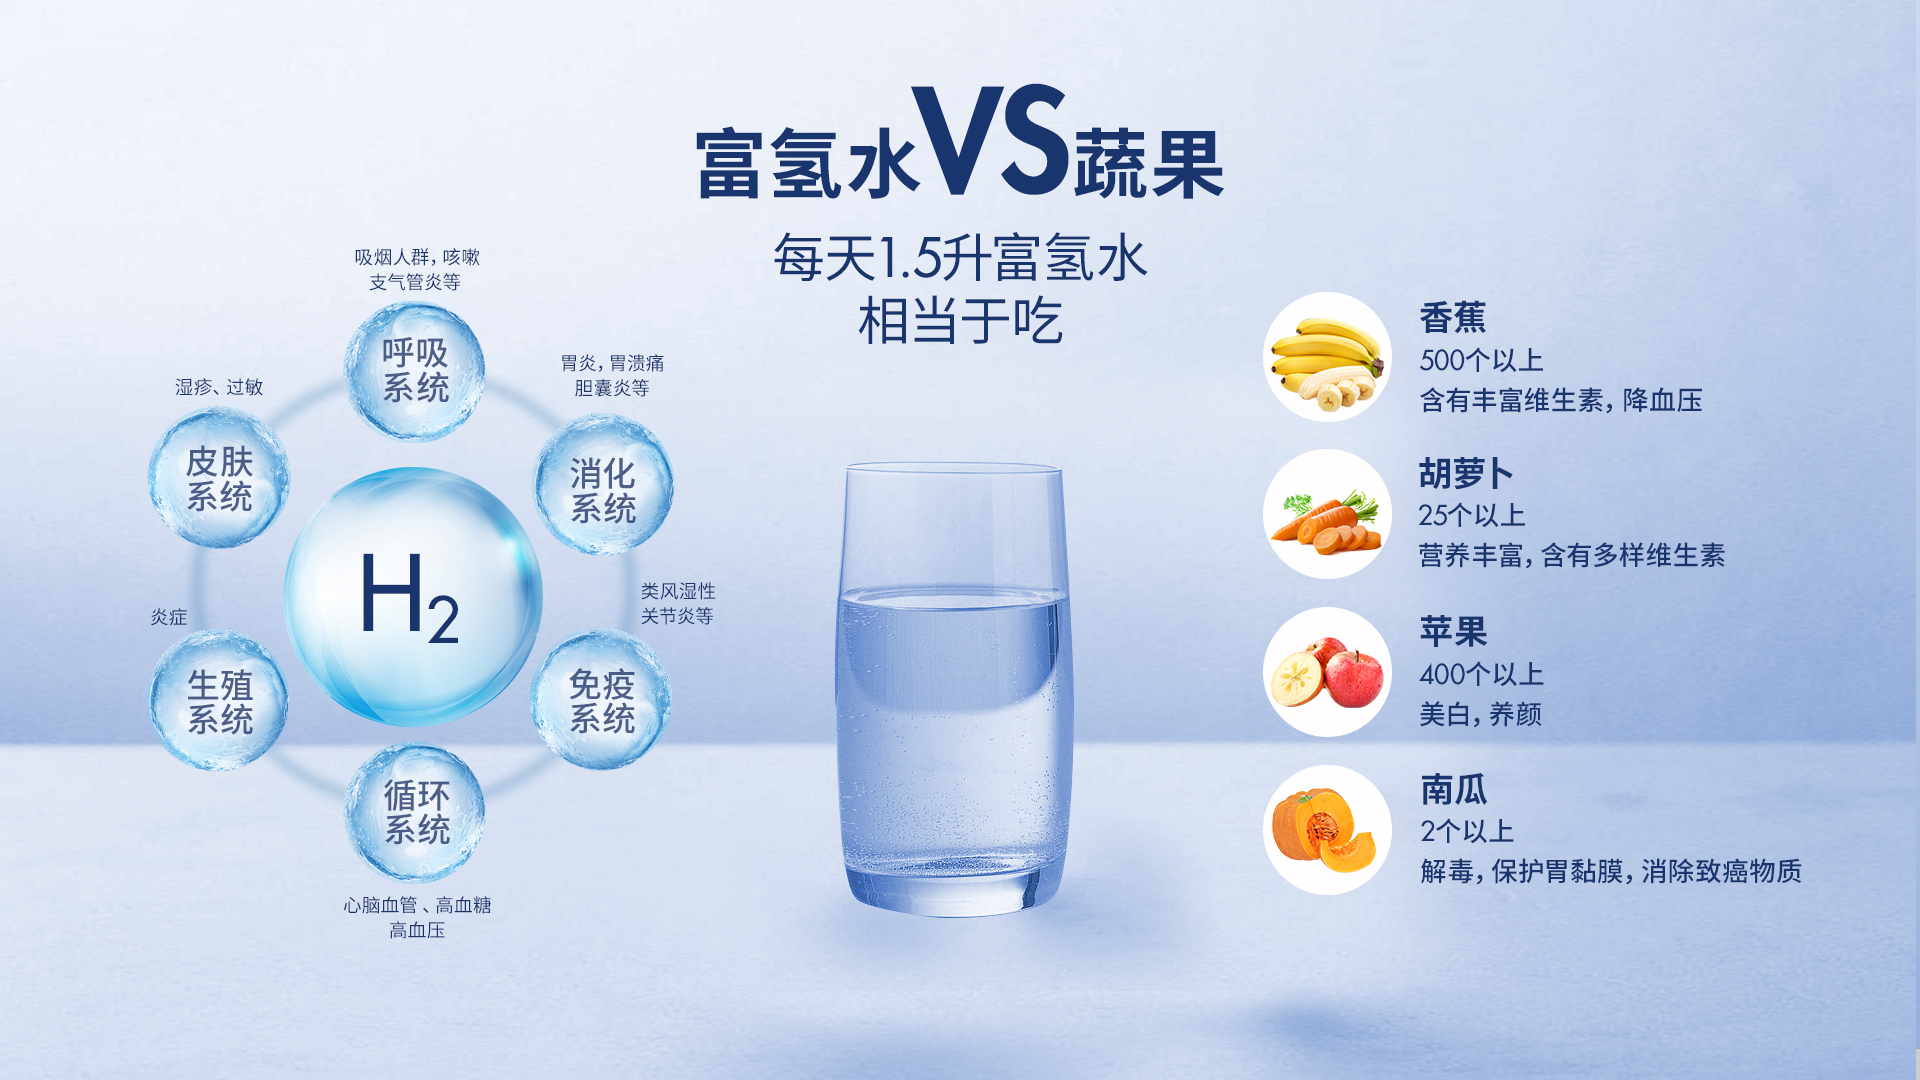 富氢水VS蔬果
每天1.5升富氢水
相当于吃
吸烟人群，咳嗽
支气管炎等
呼吸
系统
胃炎，胃溃痛
胆囊炎等
消化
系统
湿疹、过敏
皮肤
系统
H₂
类风湿性
关节炎等
免疫
系统
炎症
生殖
系统
循环
系统
心脑血管、高血糖
高血压
香蕉
500个以上
含有丰富维生素，降血压
胡萝卜
25个以上
营养丰富，含有多样维生素
苹果
400个以上
美白，养颜
南瓜
2个以上
解毒，保护胃黏膜，消除致癌物质